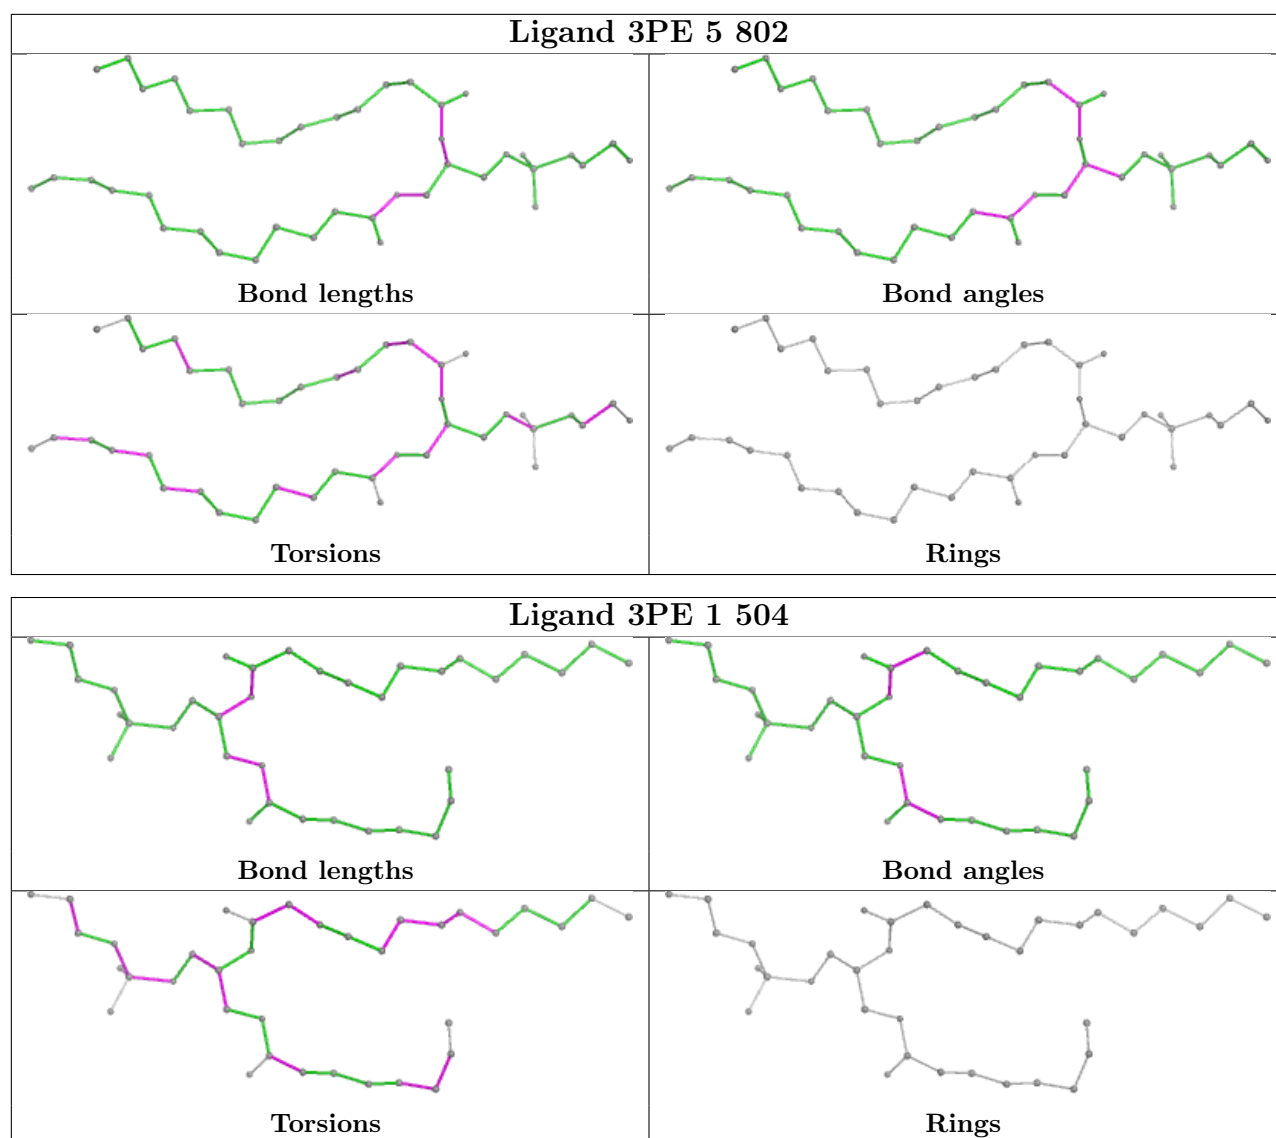 Ligand 3PE 5 802
Bond lengths
Bond angles
Torsions
Rings
Ligand 3PE 1 504
Bond lengths
Bond angles
Torsions
Rings